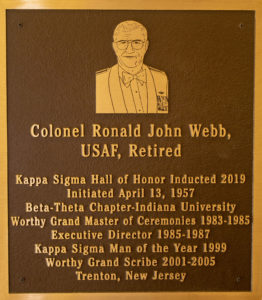 Colonel Ronald John Webb,
USAF, Retired
Kappa Sigma Hall of Honor Inducted 2019
Initiated April 13, 1957
Beta-Theta Chapter-Indiana University
Worthy Grand Master of Ceremonies 1983-1985
Executive Director 1985-1987
Kappa Sigma Man of the Year 1999
Worthy Grand Scribe 2001-2005
Trenton, New Jersey